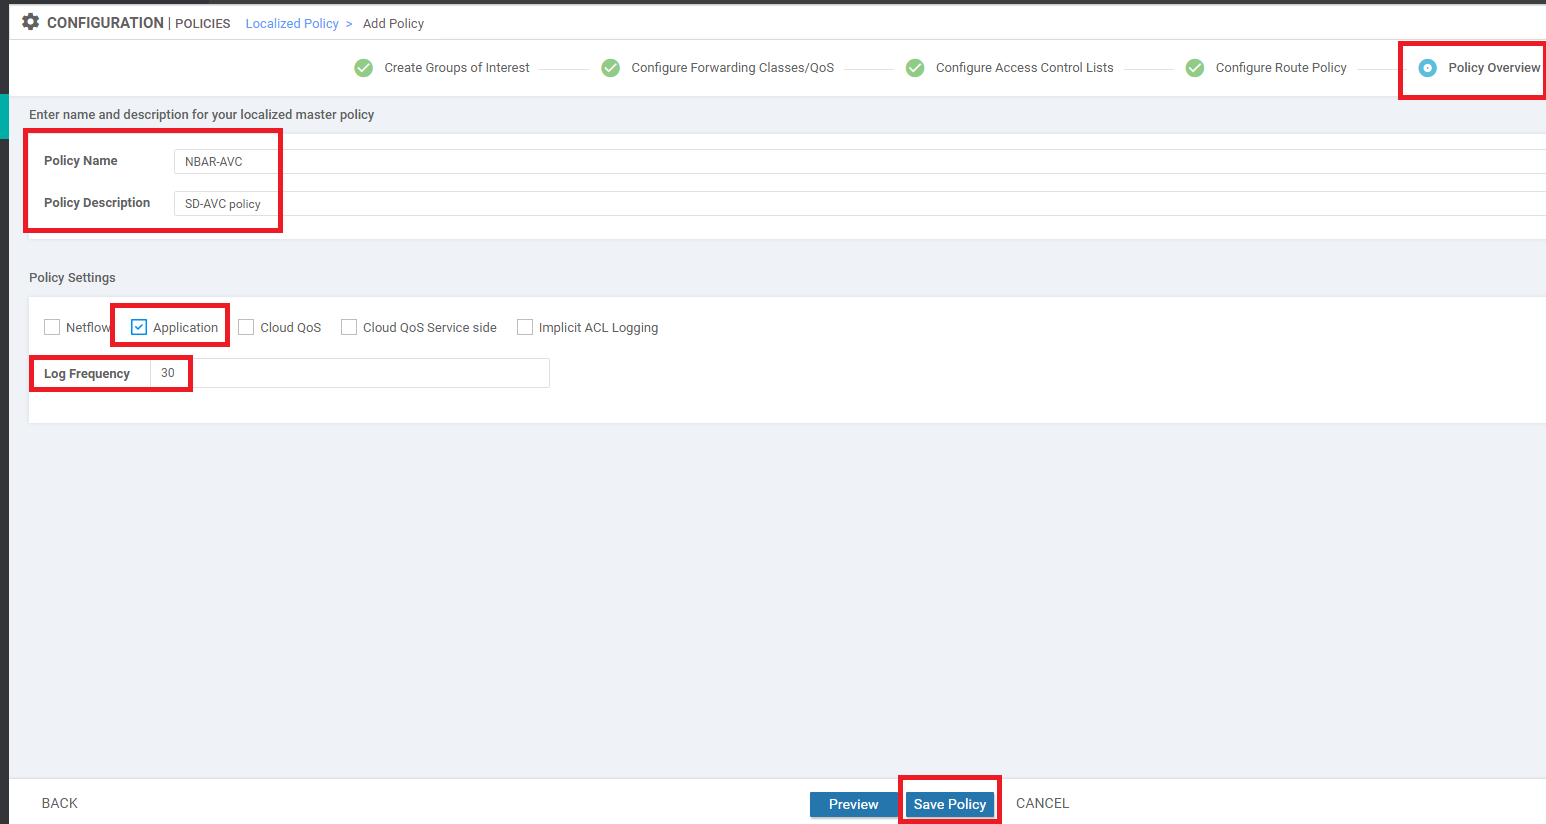 CONFIGURATION | POLICIES Localized Policy > Add Policy
Create Groups of Interest Configure Forwarding Classes/QoS Configure Access Control Lists Configure Route Policy Policy Overview
Enter name and description for your localized master policy
Policy Name NBAR-AVC
Policy Description SD-AVC policy
Policy Settings
Netflow Application Cloud QoS Cloud QoS Service side Implicit ACL Logging
Log Frequency 30
BACK Preview Save Policy CANCEL